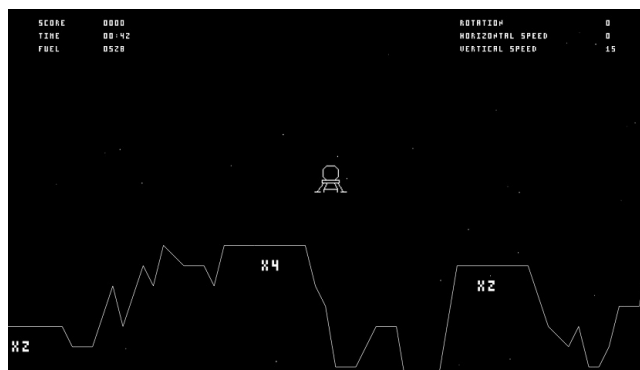 SCORE 0000
TIME 00:42
FUEL 0528
ROTATION 0
HORIZONTAL SPEED 0
VERTICAL SPEED 15
X4
X2
X2